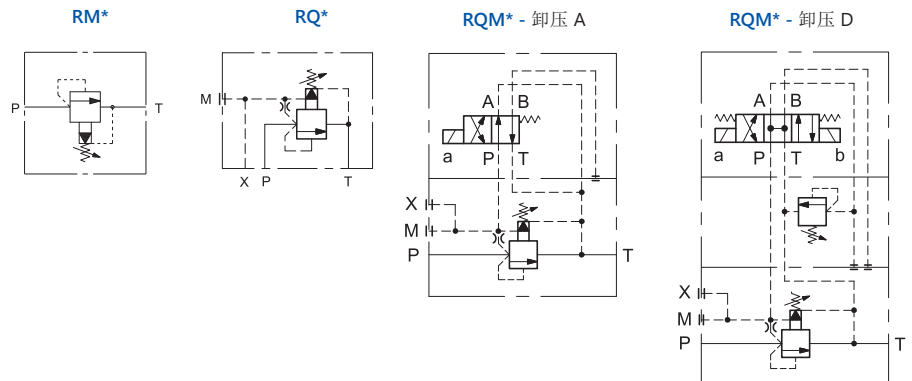 RM*
P T
RQ*
M
X P T
RQM* - 卸压 A
A B
a P T
X
M
P T
RQM* - 卸压 D
A B
a P T b
X
M
P T